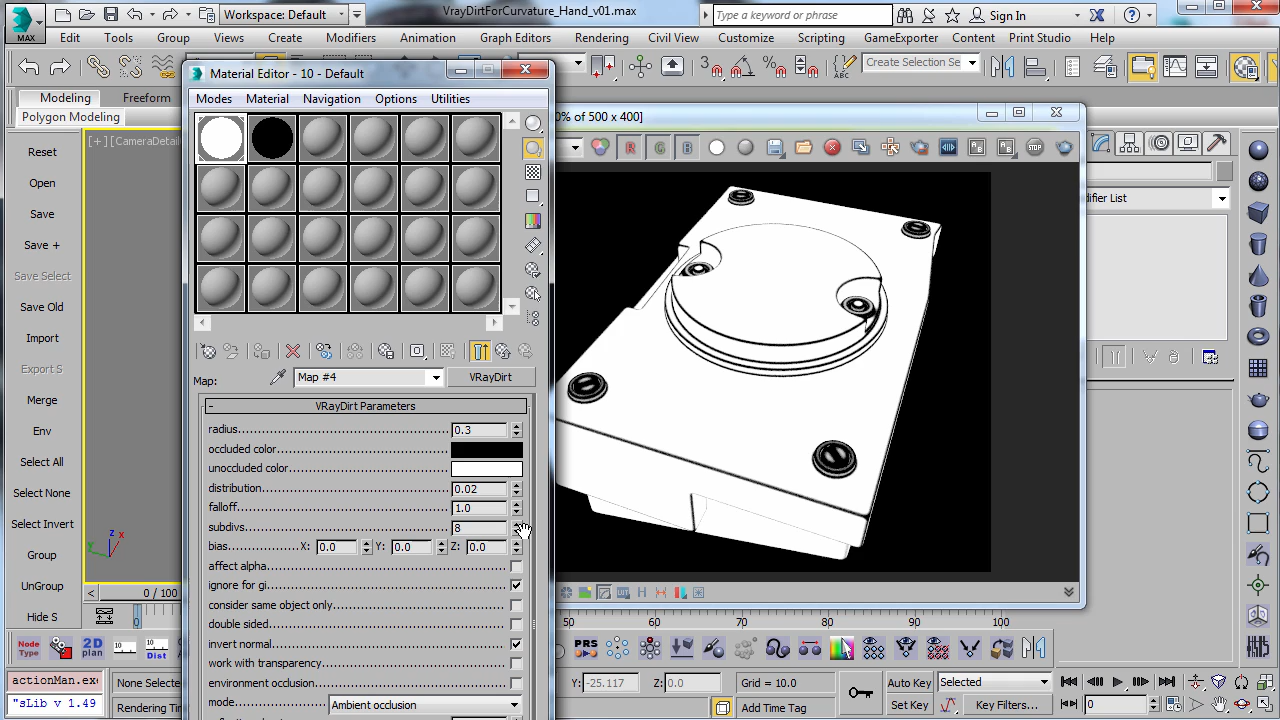 MAX
Workspace: Default
VrayDirtForCurvature_Hand_v01.max
Type a keyword or phrase
Sign In
Edit Tools Group Views Create Modifiers Animation Graph Editors Rendering Civil View Customize Scripting GameExporter Content Print Studio Help
Create Selection Se
Modeling Freeform
Polygon Modeling
Material Editor - 10 - Default
Modes Material Navigation Options Utilities
0% of 500 x 400]
[+] [CameraDetail
Reset
Open
Save
Save +
Save Select
Save Old
Import
Export S
Merge
Env
Select All
Select None
Select Invert
Group
UnGroup
Hide S
difier List
Map: Map #4 VRayDirt
- VRayDirt Parameters
radius 0.3
occluded color
unoccluded color
distribution 0.02
falloff 1.0
subdivs 8
bias X: 0.0 Y: 0.0 Z: 0.0
affect alpha
ignore for gi
consider same object only
double sided
invert normal
work with transparency
environment occlusion
mode Ambient occlusion
z
x
0 / 100
0
50 60 70 80 90 100
Node Type
2D plan
10
10 Dist
PRS
STOP
actionMan.ex
"sLib v 1.49
None Selec
Rendering Tim
Y: -25.117 Z: 0.0 Grid = 10.0
Add Time Tag
Auto Key Selected
Set Key Key Filters...
0